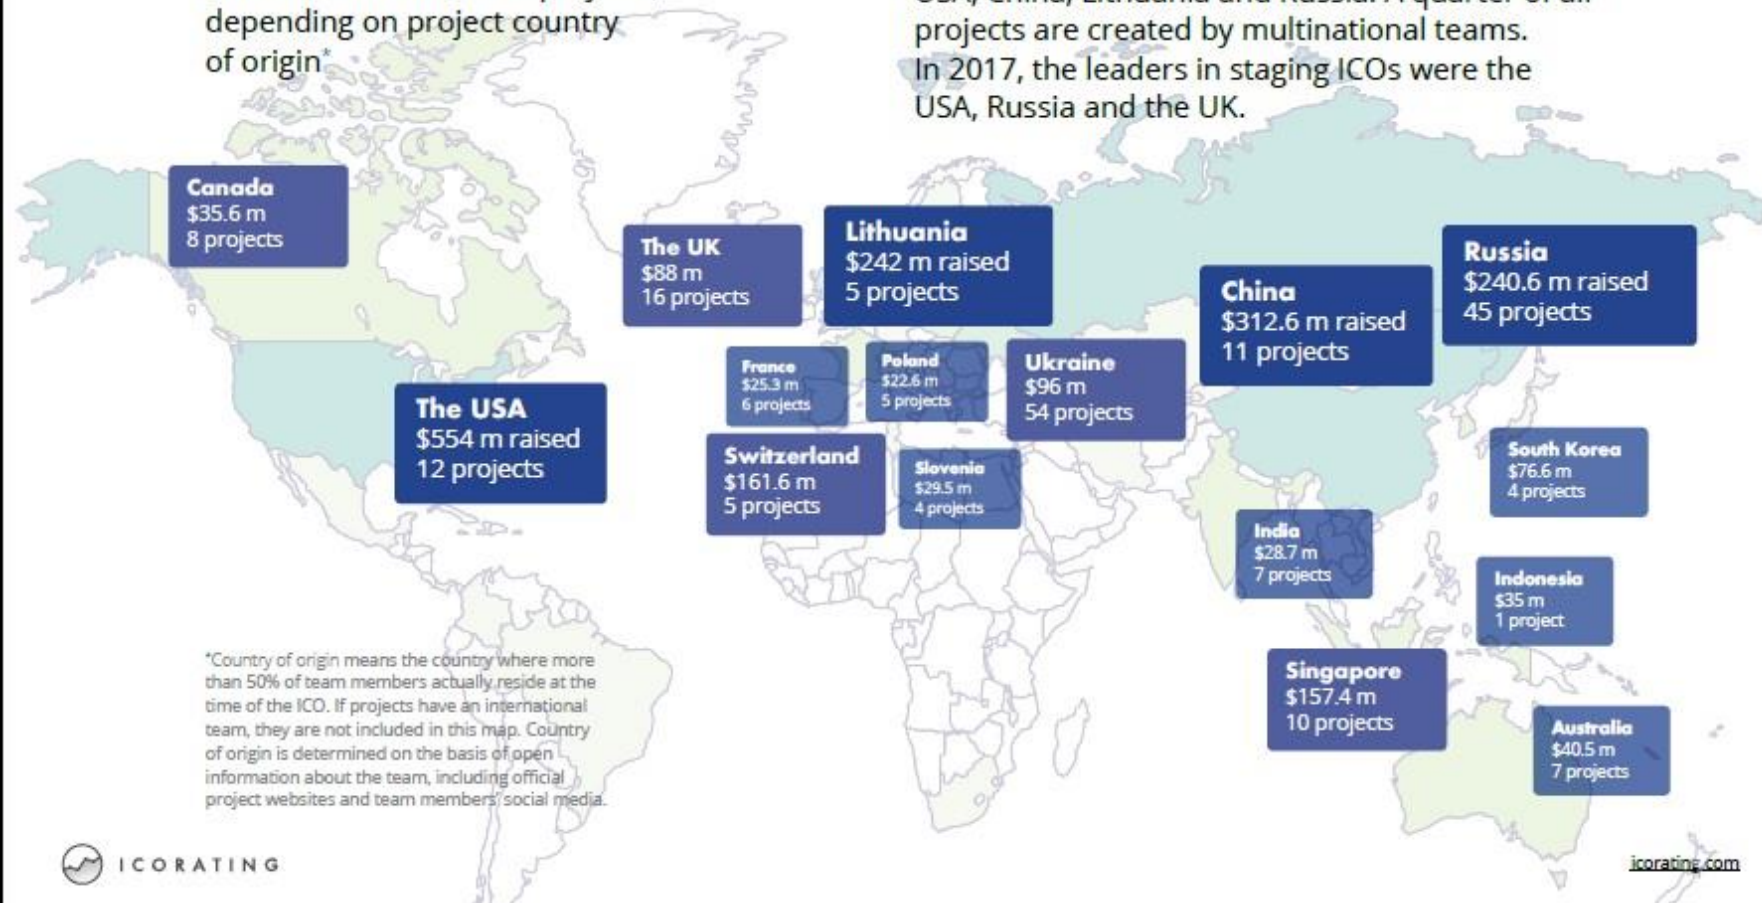 depending on project country
of origin*
USA, China, Lithuania and Russia. A quarter of all
projects are created by multinational teams.
In 2017, the leaders in staging ICOs were the
USA, Russia and the UK.
Canada
$35.6 m
8 projects
The UK
$88 m
16 projects
Lithuania
$242 m raised
5 projects
China
$312.6 m raised
11 projects
Russia
$240.6 m raised
45 projects
The USA
$554 m raised
12 projects
France
$25.3 m
6 projects
Poland
$22.6 m
5 projects
Ukraine
$96 m
54 projects
Switzerland
$161.6 m
5 projects
Slovenia
$29.5 m
4 projects
South Korea
$76.6 m
4 projects
India
$28.7 m
7 projects
Indonesia
$35 m
1 project
Singapore
$157.4 m
10 projects
Australia
$40.5 m
7 projects
*Country of origin means the country where more
than 50% of team members actually reside at the
time of the ICO. If projects have an international
team, they are not included in this map. Country
of origin is determined on the basis of open
information about the team, including official
project websites and team members' social media.
ICORATING
icorating.com